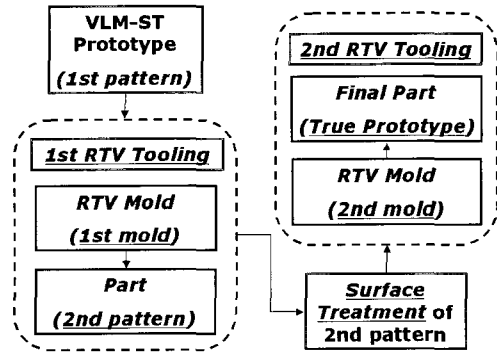 VLM-ST
Prototype
(1st pattern)
1st RTV Tooling
RTV Mold
(1st mold)
Part
(2nd pattern)
Surface
Treatment of
2nd pattern
2nd RTV Tooling
Final Part
(True Prototype)
RTV Mold
(2nd mold)